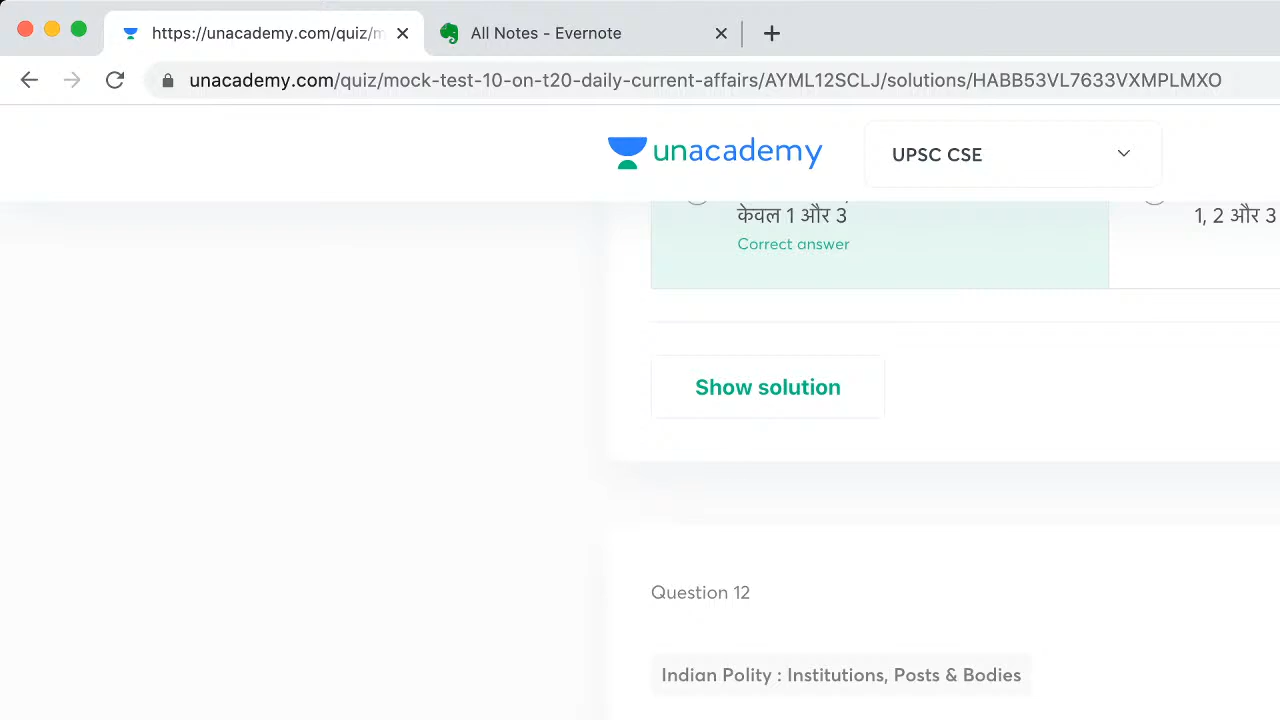 https://unacademy.com/quiz/m
All Notes - Evernote
unacademy.com/quiz/mock-test-10-on-t20-daily-current-affairs/AYML12SCLJ/solutions/HABB53VL7633VXMPLMXO
unacademy
UPSC CSE
केवल 1 और 3
1, 2 और 3
Correct answer
Show solution
Question 12
Indian Polity : Institutions, Posts & Bodies